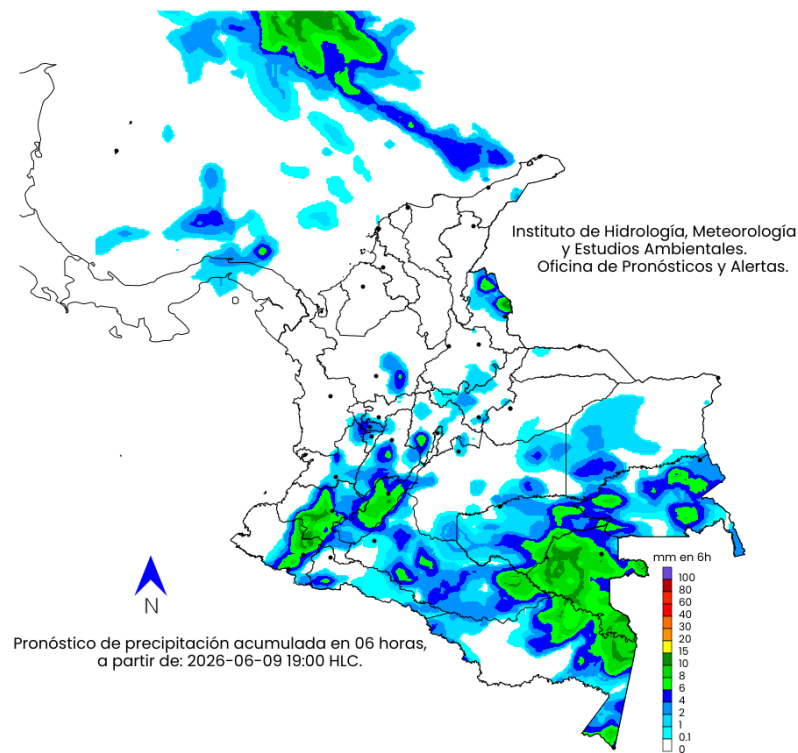 Instituto de Hidrología, Meteorología
y Estudios Ambientales.
Oficina de Pronósticos y Alertas.
N
Pronóstico de precipitación acumulada en 06 horas,
a partir de: 2026-06-09 19:00 HLC.
mm en 6h
100
80
60
40
30
20
15
10
8
6
4
2
1
0.1
0